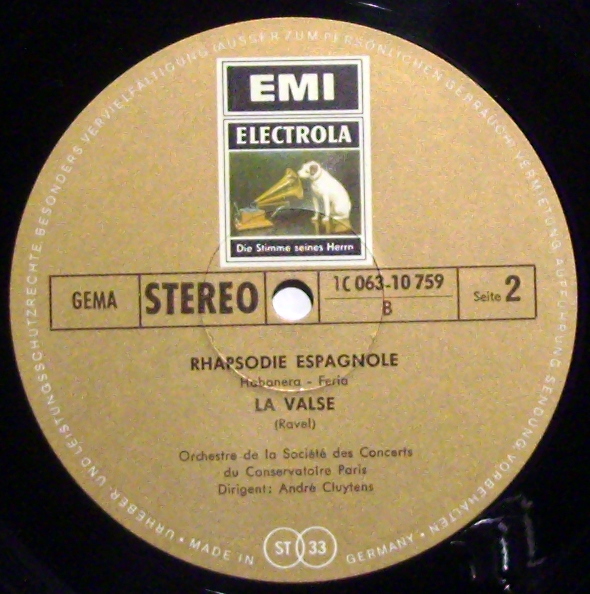 URHEBER- UND LEISTUNGSSCHUTZRECHTE BESONDERS VERVIELFÄLTIGUNG (AUSSER ZUM PERSÖNLICHEN GEBRAUCH) VERMIETUNG, AUFFÜHRUNG, SENDUNG, VORBEHALTEN
EMI
ELECTROLA
Die Stimme seines Herrn
GEMA
STEREO
1C 063-10 759
B
Seite 2
RHAPSODIE ESPAGNOLE
Habanera - Feria
LA VALSE
(Ravel)
Orchestre de la Société des Concerts
du Conservatoire Paris
Dirigent: André Cluytens
• MADE IN
ST 33
GERMANY •